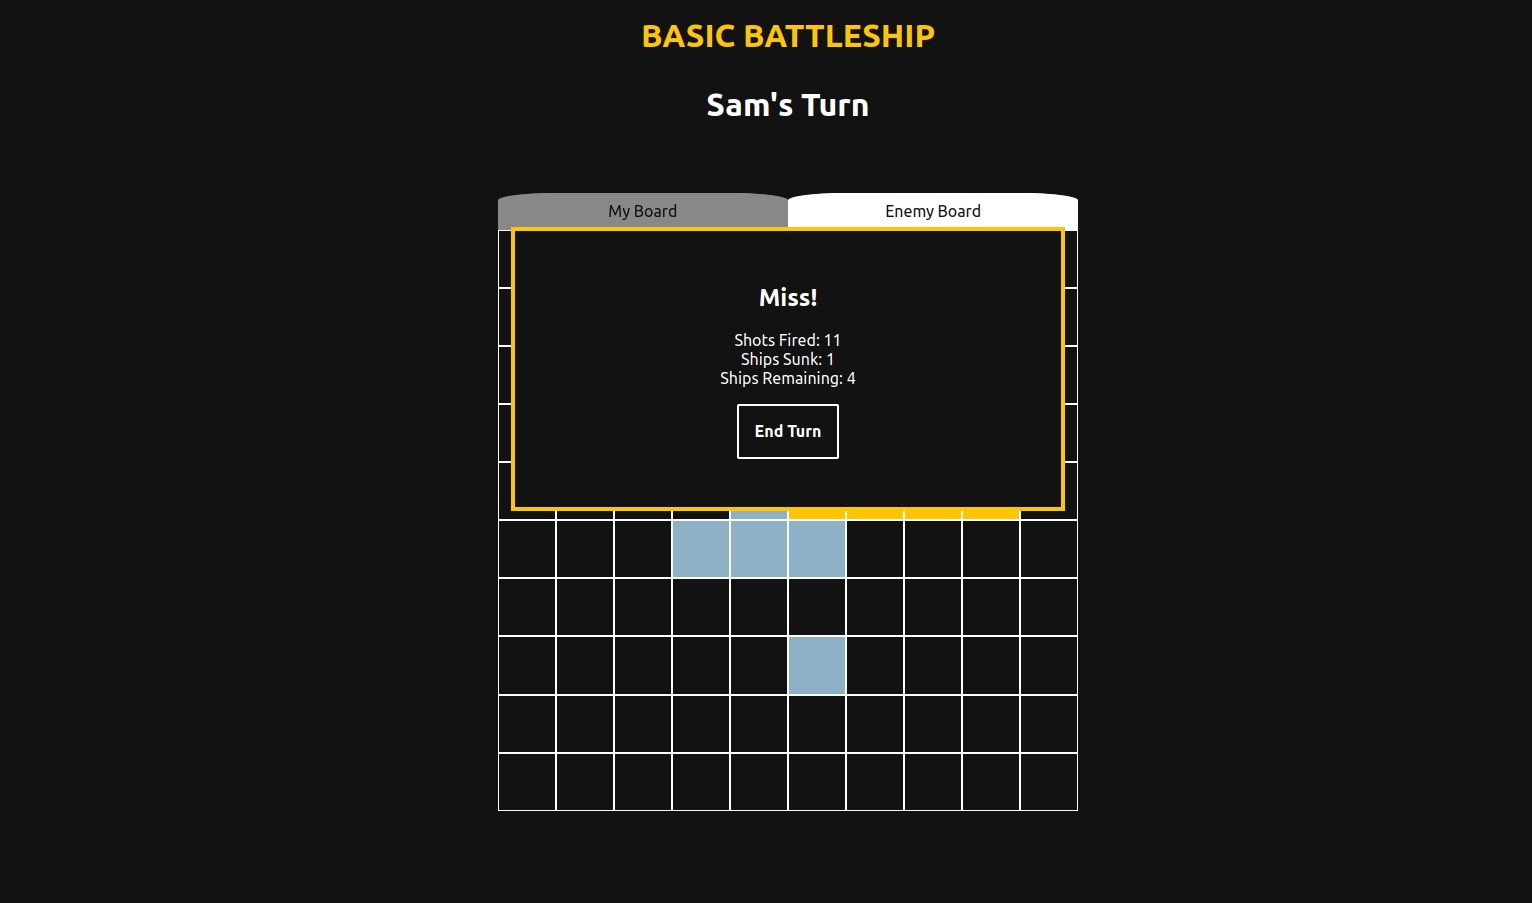 BASIC BATTLESHIP
Sam's Turn
My Board
Enemy Board
Miss!
Shots Fired: 11
Ships Sunk: 1
Ships Remaining: 4
End Turn